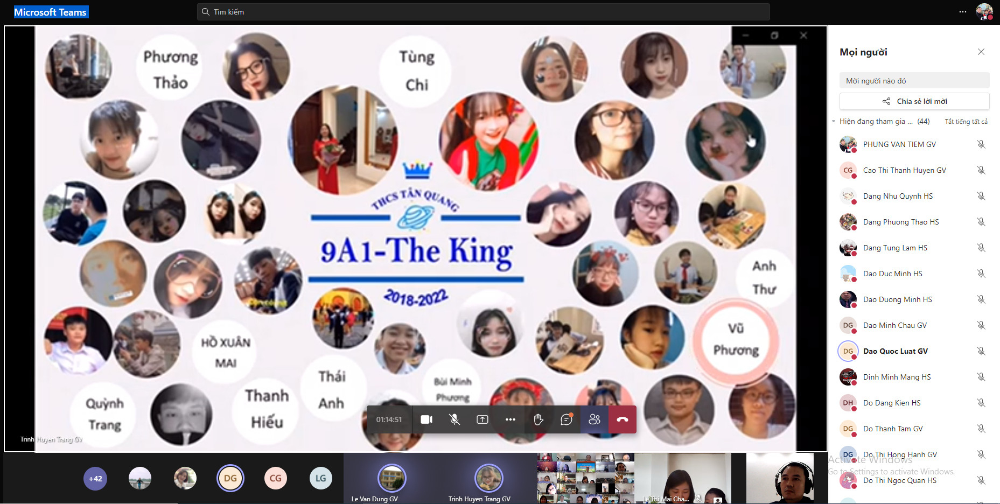 Microsoft Teams
Tìm kiếm
Phương
Thảo
Tùng
Chi
THCS TÂN QUANG
9A1-The King
2018-2022
Anh
Thư
Vũ
Phương
HỒ XUÂN
MAI
Thái
Anh
Bùi Minh
Phương
Quỳnh
Trang
Thanh
Hiếu
01:14:51
Trinh Huyen Trang GV
+42
DG
CG
LG
Le Van Dung GV
Trinh Huyen Trang GV
Le Thi Mai Cha...
Mọi người
Mời người nào đó
Chia sẻ lời mời
Hiện đang tham gia ... (44)
Tắt tiếng tất cả
PHUNG VAN TIEM GV
CG
Cao Thi Thanh Huyen GV
Dang Nhu Quynh HS
Dang Phuong Thao HS
Dang Tung Lam HS
Dao Duc Minh HS
Dao Duong Minh HS
DG
Dao Minh Chau GV
DG
Dao Quoc Luat GV
Dinh Minh Mang HS
DH
Do Dang Kien HS
DG
Do Thanh Tam GV
DG
Do Thi Hong Hanh GV
Activate Windows
Go to Settings to activate Windows.
Do Thi Ngoc Quan HS